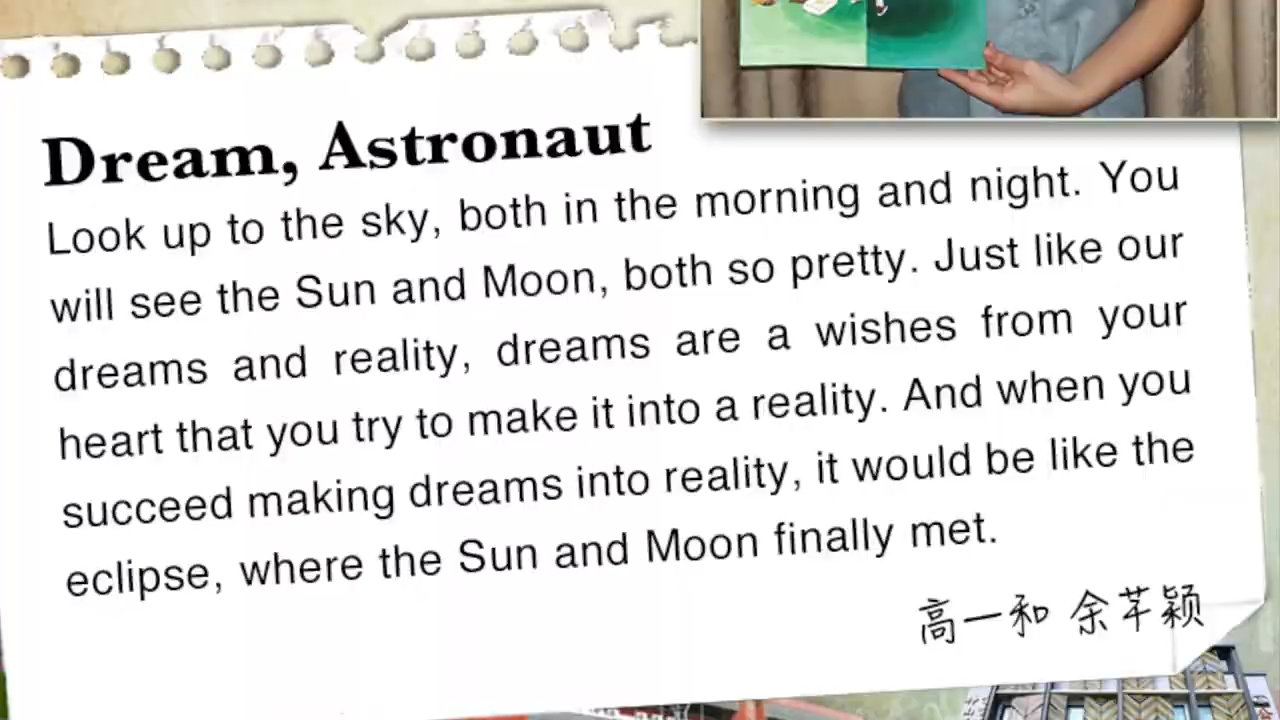 Dream, Astronaut
Look up to the sky, both in the morning and night. You
will see the Sun and Moon, both so pretty. Just like our
dreams and reality, dreams are a wishes from your
heart that you try to make it into a reality. And when you
succeed making dreams into reality, it would be like the
eclipse, where the Sun and Moon finally met.
高一和 余芊颖